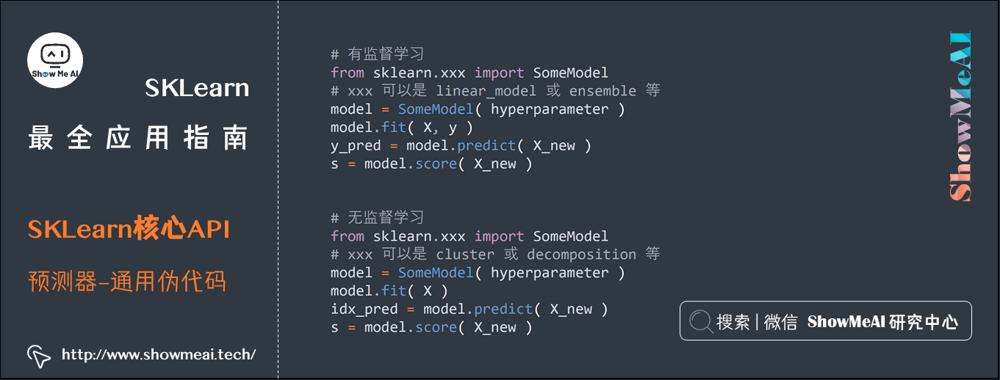 Show Me AI
SKLearn
最全应用指南
SKLearn核心API
预测器-通用伪代码
http://www.showmeai.tech/
# 有监督学习
from sklearn.xxx import SomeModel
# xxx 可以是 linear_model 或 ensemble 等
model = SomeModel( hyperparameter )
model.fit( X, y )
y_pred = model.predict( X_new )
s = model.score( X_new )
# 无监督学习
from sklearn.xxx import SomeModel
# xxx 可以是 cluster 或 decomposition 等
model = SomeModel( hyperparameter )
model.fit( X )
idx_pred = model.predict( X_new )
s = model.score( X_new )
ShowMeAI
搜索 | 微信 ShowMeAI 研究中心